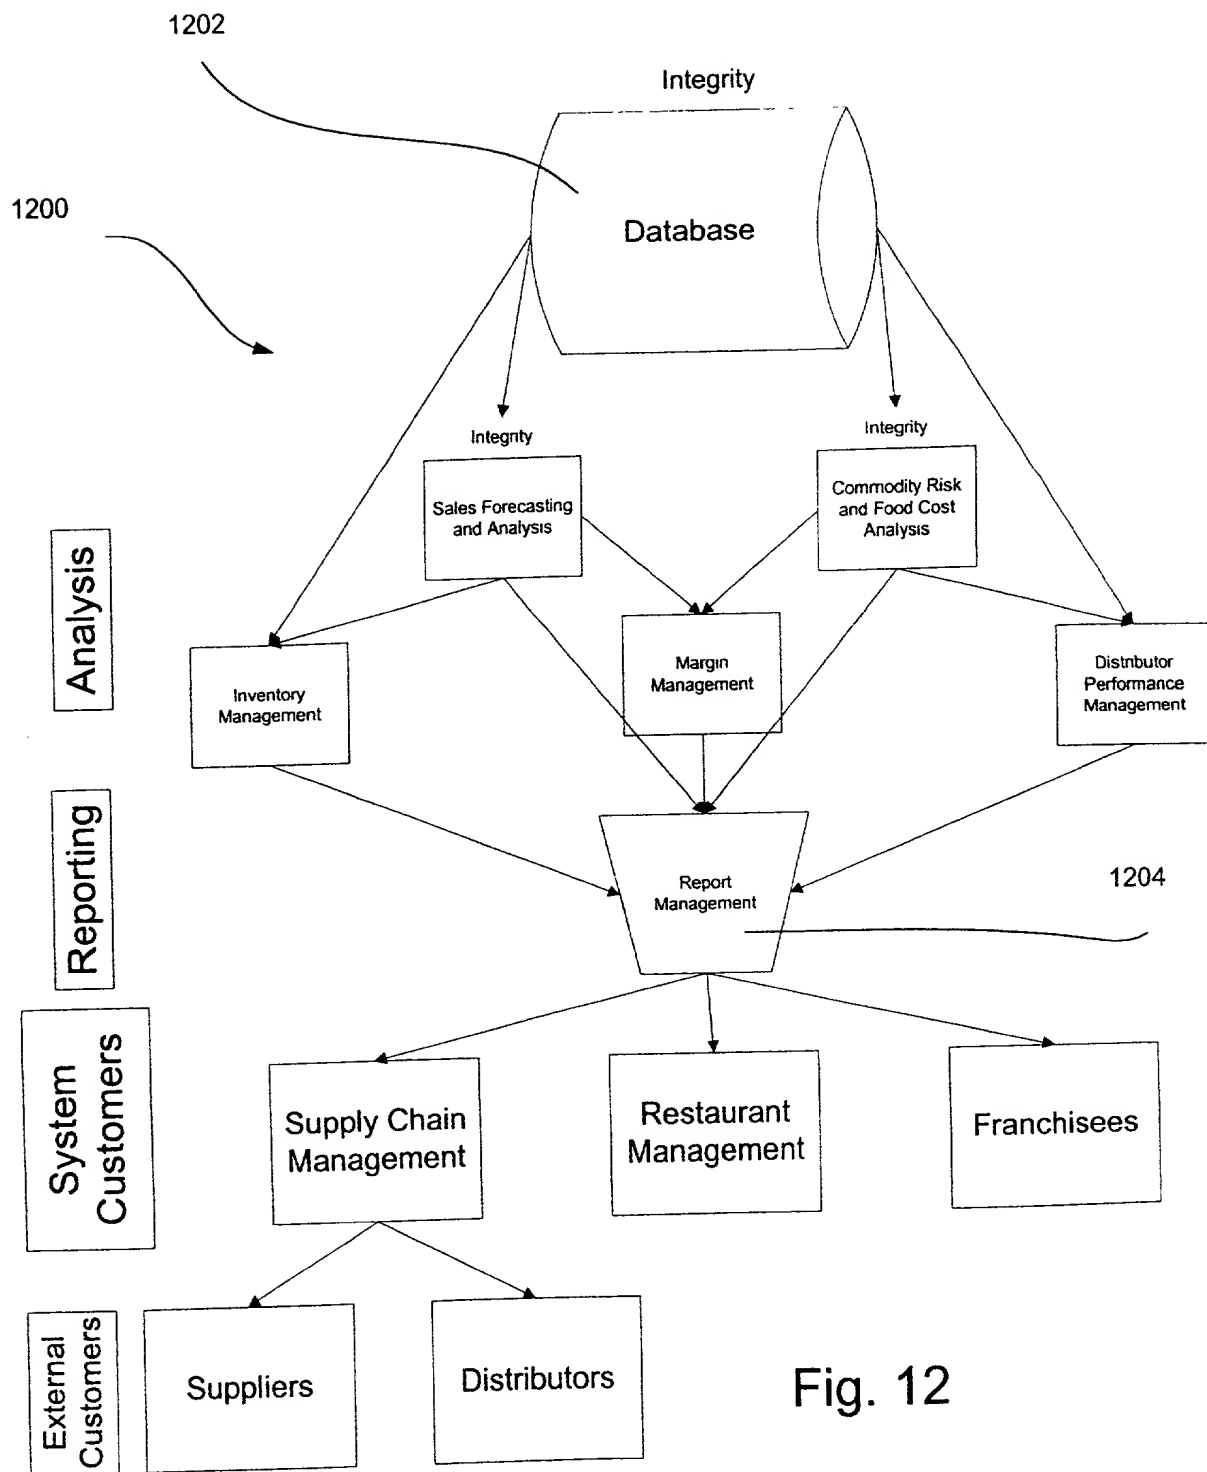 1202
Integrity
1200
Database
Integrity
Integrity
Sales Forecasting
and Analysis
Commodity Risk
and Food Cost
Analysis
Analysis
Inventory
Management
Margin
Management
Distributor
Performance
Management
Reporting
Report
Management
1204
System
Customers
Supply Chain
Management
Restaurant
Management
Franchisees
External
Customers
Suppliers
Distributors
Fig. 12